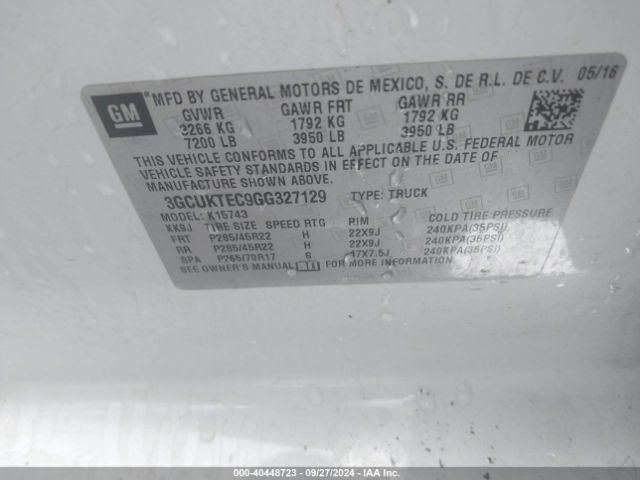 GM
MFD BY GENERAL MOTORS DE MEXICO, S. DE R.L. DE C.V. 05/16
GVWR GAWR FRT GAWR RR
3266 KG 1792 KG 1792 KG
7200 LB 3950 LB 3950 LB
THIS VEHICLE CONFORMS TO ALL APPLICABLE U.S. FEDERAL MOTOR
VEHICLE SAFETY STANDARDS IN EFFECT ON THE DATE OF
MANUFACTURE SHOWN ABOVE.
3GCUKTEC9GG327129 TYPE: TRUCK
MODEL: K15743
KK9J TIRE SIZE SPEED RTG RIM COLD TIRE PRESSURE
FRT P285/45R22 H 22X9J 240KPA(35PSI)
RR P285/45R22 H 22X9J 240KPA(35PSI)
SPA P265/70R17 S 17X7.5J 240KPA(35PSI)
SEE OWNER'S MANUAL FOR MORE INFORMATION.
000-40448723 - 09/27/2024 - IAAI.COM